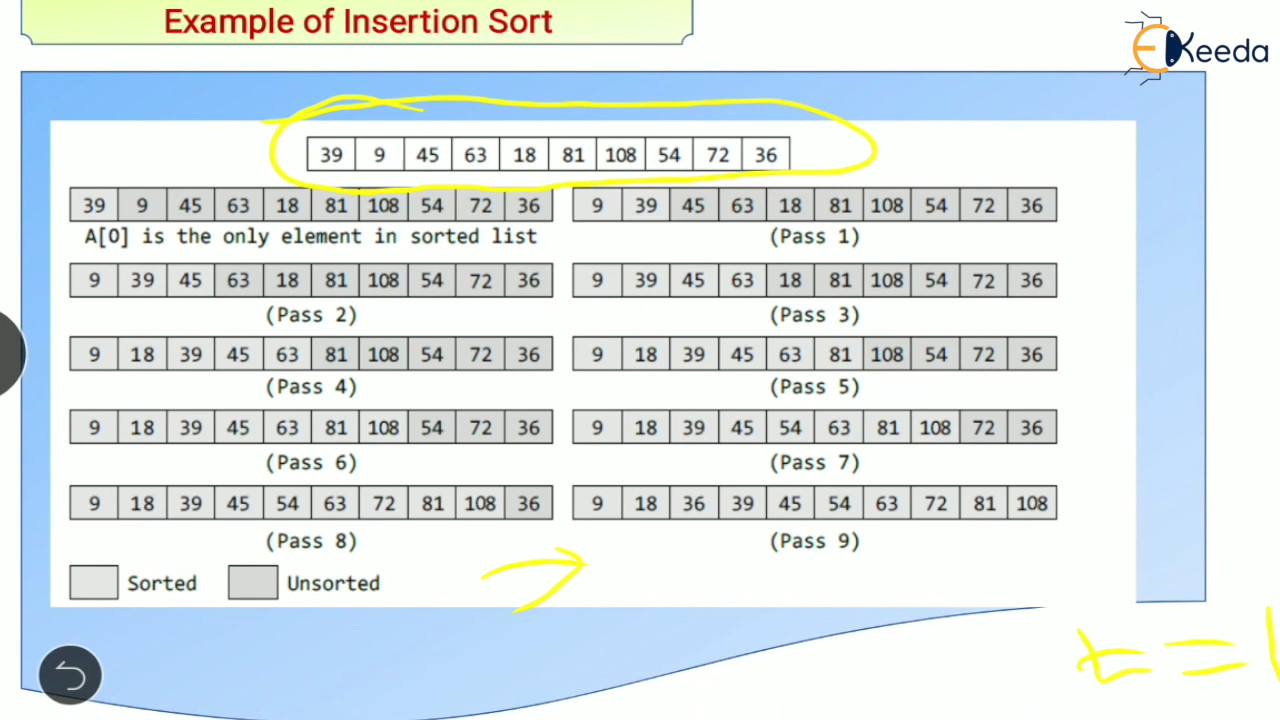 Example of Insertion Sort
EKeeda
39 9 45 63 18 81 108 54 72 36
39 9 45 63 18 81 108 54 72 36
A[0] is the only element in sorted list
9 39 45 63 18 81 108 54 72 36
(Pass 1)
9 39 45 63 18 81 108 54 72 36
(Pass 2)
9 39 45 63 18 81 108 54 72 36
(Pass 3)
9 18 39 45 63 81 108 54 72 36
(Pass 4)
9 18 39 45 63 81 108 54 72 36
(Pass 5)
9 18 39 45 63 81 108 54 72 36
(Pass 6)
9 18 39 45 54 63 81 108 72 36
(Pass 7)
9 18 39 45 54 63 72 81 108 36
(Pass 8)
9 18 36 39 45 54 63 72 81 108
(Pass 9)
Sorted Unsorted